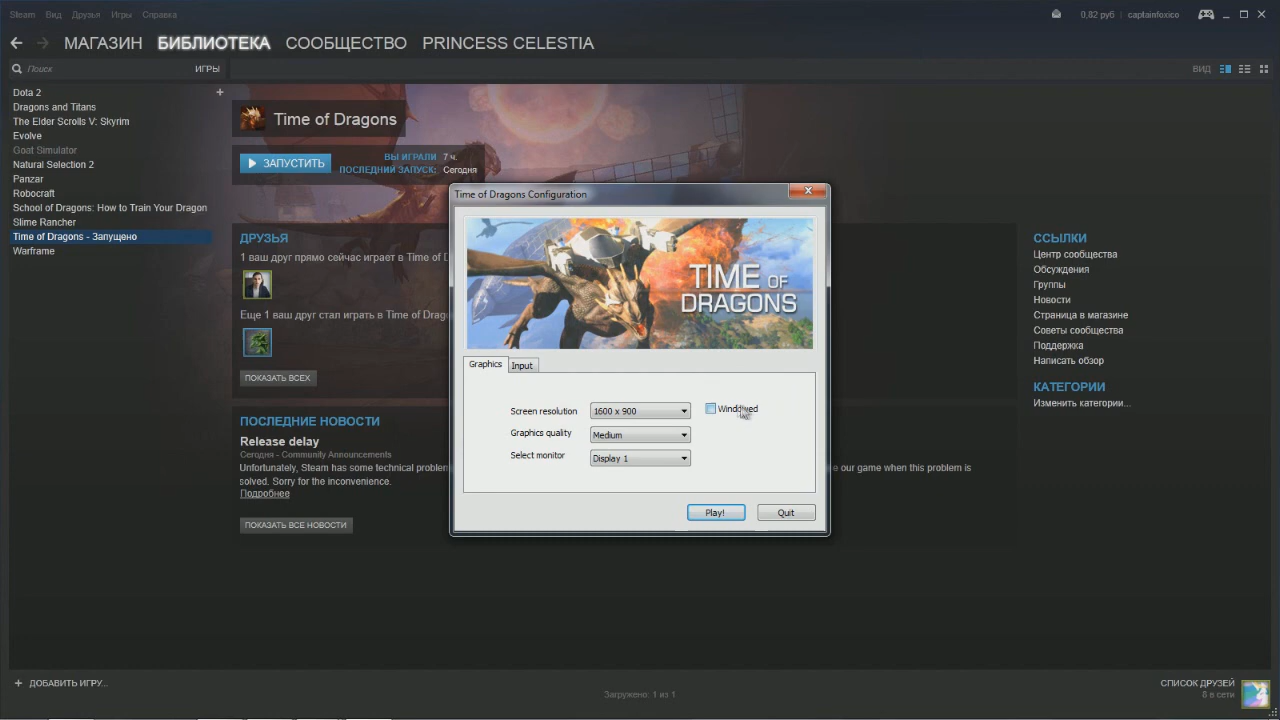 Steam Вид Друзья Игры Справка
0,82 руб captainfoxico
МАГАЗИН БИБЛИОТЕКА СООБЩЕСТВО PRINCESS CELESTIA
Поиск ИГРЫ ВИД
Dota 2 +
Dragons and Titans
The Elder Scrolls V: Skyrim
Evolve
Goat Simulator
Natural Selection 2
Panzar
Robocraft
School of Dragons: How to Train Your Dragon
Slime Rancher
Time of Dragons - Запущено
Warframe
Time of Dragons
ЗАПУСТИТЬ
ВЫ ИГРАЛИ 7 ч.
ПОСЛЕДНИЙ ЗАПУСК: Сегодня
ДРУЗЬЯ
1 ваш друг прямо сейчас играет в Time of
Еще 1 ваш друг стал играть в Time of Drag
ПОКАЗАТЬ ВСЕХ
ПОСЛЕДНИЕ НОВОСТИ
Release delay
Сегодня - Community Announcements
Unfortunately, Steam has some technical problem
e our game when this problem is
solved. Sorry for the inconvenience.
Подробнее
ПОКАЗАТЬ ВСЕ НОВОСТИ
Time of Dragons Configuration
TIME OF
DRAGONS
Graphics Input
Screen resolution 1600 x 900 Windowed
Graphics quality Medium
Select monitor Display 1
Play! Quit
ССЫЛКИ
Центр сообщества
Обсуждения
Группы
Новости
Страница в магазине
Советы сообщества
Поддержка
Написать обзор
КАТЕГОРИИ
Изменить категории...
+ ДОБАВИТЬ ИГРУ...
Загружено: 1 из 1
СПИСОК ДРУЗЕЙ
8 в сети